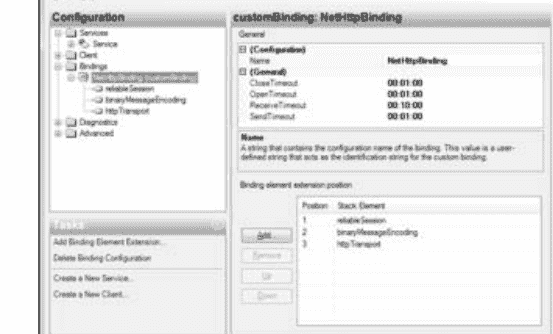 Configuration
Services
Service
Client
Bindings
NetHttpBinding (customBinding)
reliableSession
binaryMessageEncoding
httpTransport
Diagnostics
Advanced
Tasks
Add Binding Element Extension...
Delete Binding Configuration
Create a New Service...
Create a New Client...
customBinding: NetHttpBinding
General
(Configuration)
Name NetHttpBinding
(General)
CloseTimeout 00:01:00
OpenTimeout 00:01:00
ReceiveTimeout 00:10:00
SendTimeout 00:01:00
Name
A string that contains the configuration name of the binding. This value is a user-
defined string that acts as the identification string for the custom binding.
Binding element extension position
Position Stack Element
1 reliableSession
2 binaryMessageEncoding
3 httpTransport
Add...
Remove
Up
Down